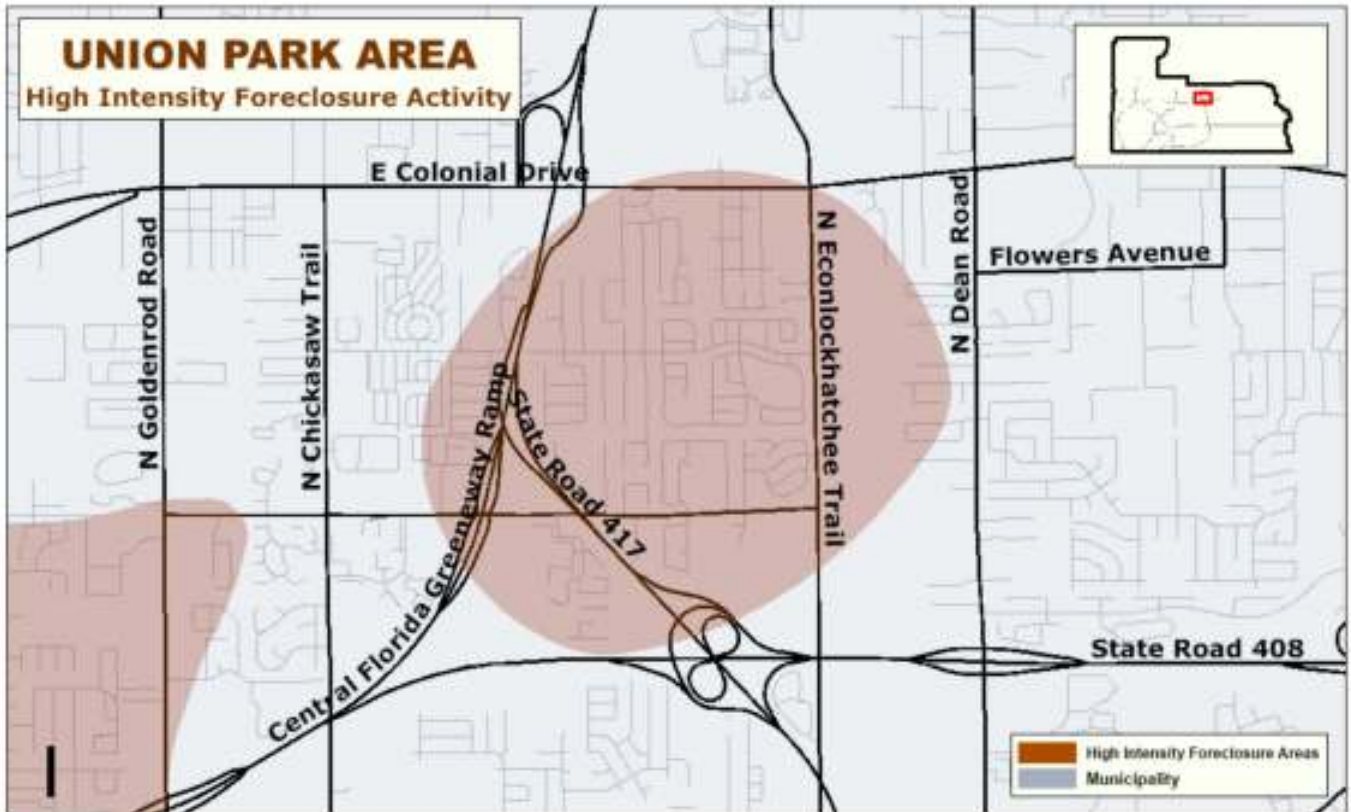 UNION PARK AREA
High Intensity Foreclosure Activity
E Colonial Drive
N Goldenrod Road
N Chickasaw Trail
Central Florida Greeneway Ramp
State Road 417
N Econlockhatchee Trail
N Dean Road
Flowers Avenue
State Road 408
High Intensity Foreclosure Areas
Municipality